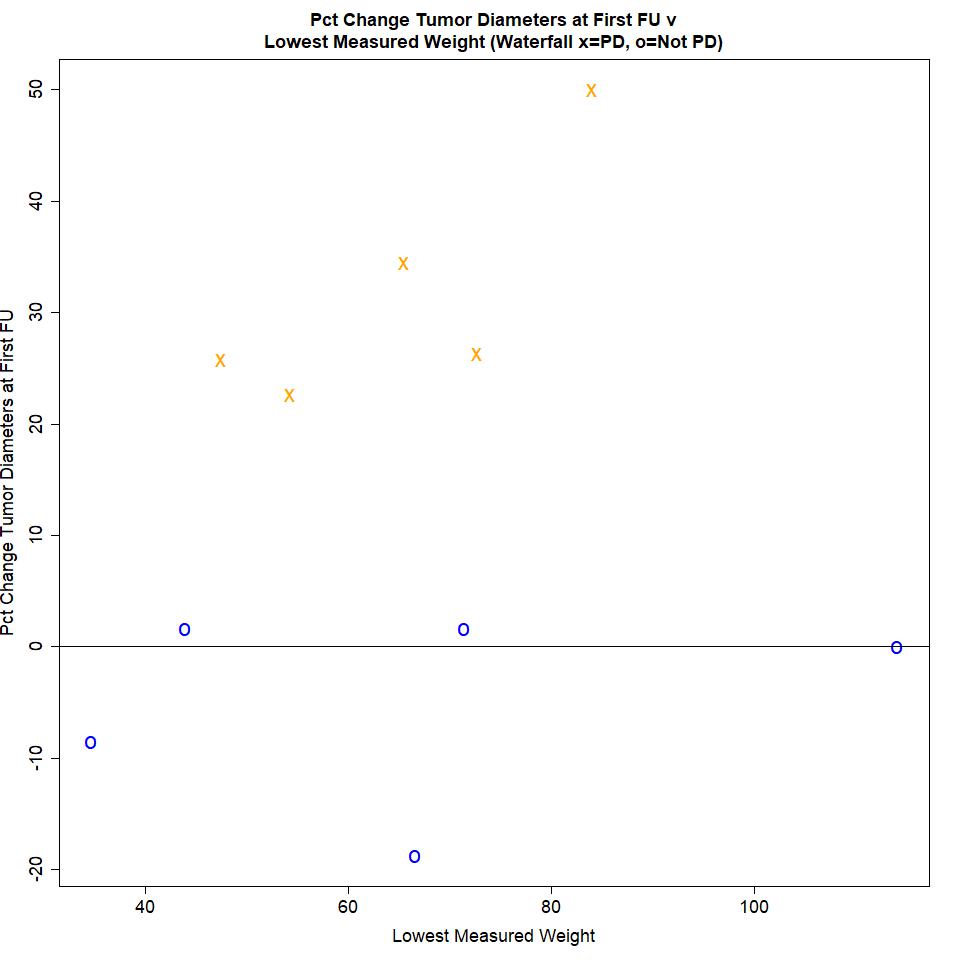 Pct Change Tumor Diameters at First FU v
Lowest Measured Weight (Waterfall x=PD, o=Not PD)
Pct Change Tumor Diameters at First FU
50
40
30
20
10
0
-10
-20
x
x
x
x
x
o
o
o
o
o
40
60
80
100
Lowest Measured Weight